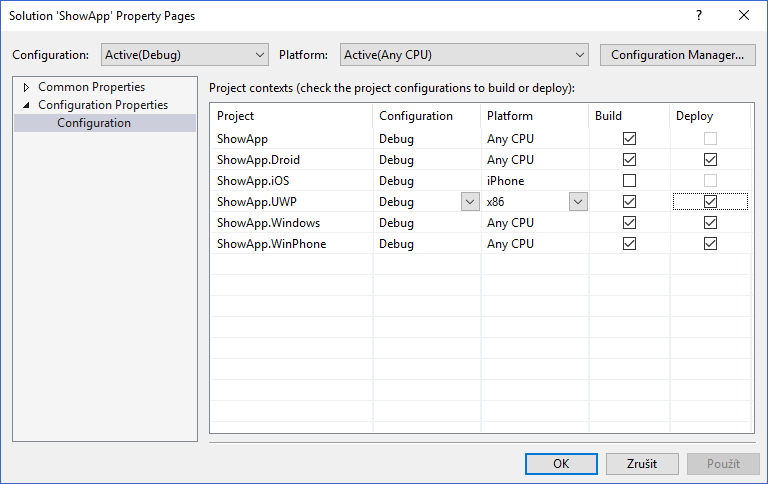 Solution 'ShowApp' Property Pages
Configuration: Active(Debug) Platform: Active(Any CPU) Configuration Manager...
Common Properties
Configuration Properties
Configuration
Project contexts (check the project configurations to build or deploy):
Project Configuration Platform Build Deploy
ShowApp Debug Any CPU
ShowApp.Droid Debug Any CPU
ShowApp.iOS Debug iPhone
ShowApp.UWP Debug x86
ShowApp.Windows Debug Any CPU
ShowApp.WinPhone Debug Any CPU
OK Zrušit Použít